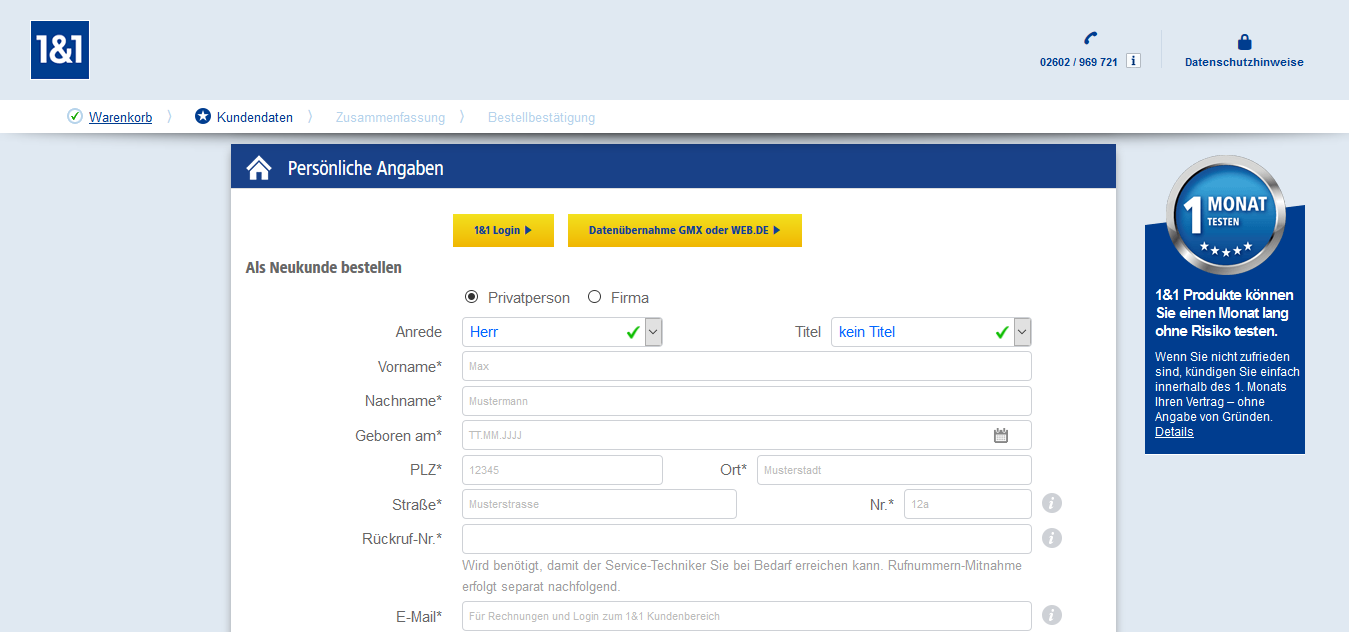 1&1
02602 / 969 721 i
Datenschutzhinweise
Warenkorb
Kundendaten
Zusammenfassung
Bestellbestätigung
Persönliche Angaben
1&1 Login
Datenübernahme GMX oder WEB.DE
Als Neukunde bestellen
Privatperson Firma
Anrede Herr Titel kein Titel
Vorname* Max
Nachname* Mustermann
Geboren am* TT.MM.JJJJ
PLZ* 12345 Ort* Musterstadt
Straße* Musterstrasse Nr.* 12a i
Rückruf-Nr.* i
Wird benötigt, damit der Service-Techniker Sie bei Bedarf erreichen kann. Rufnummern-Mitnahme
erfolgt separat nachfolgend.
E-Mail* Für Rechnungen und Login zum 1&1 Kundenbereich i
1 MONAT
TESTEN
1&1 Produkte können
Sie einen Monat lang
ohne Risiko testen.
Wenn Sie nicht zufrieden
sind, kündigen Sie einfach
innerhalb des 1. Monats
Ihren Vertrag – ohne
Angabe von Gründen.
Details